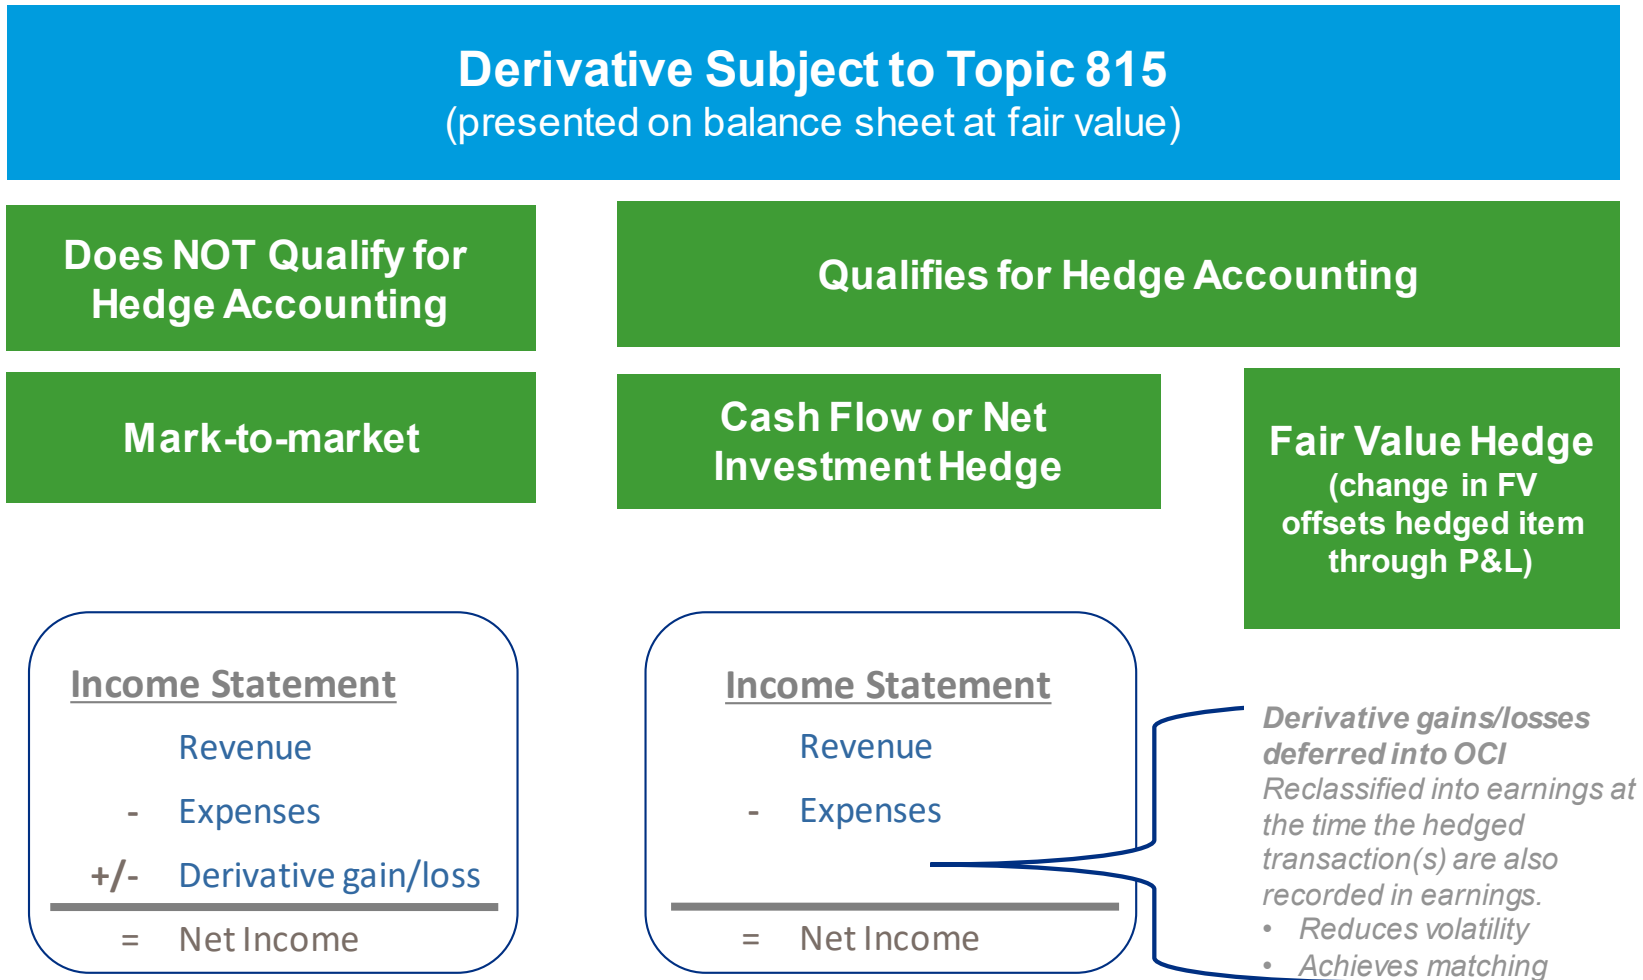 Derivative Subject to Topic 815
(presented on balance sheet at fair value)
Does NOT Qualify for
Hedge Accounting
Qualifies for Hedge Accounting
Mark-to-market
Cash Flow or Net
Investment Hedge
Fair Value Hedge
(change in FV
offsets hedged item
through P&L)
Income Statement
Revenue
- Expenses
+/- Derivative gain/loss
= Net Income
Income Statement
Revenue
- Expenses
= Net Income
Derivative gains/losses
deferred into OCI
Reclassified into earnings at
the time the hedged
transaction(s) are also
recorded in earnings.
• Reduces volatility
• Achieves matching